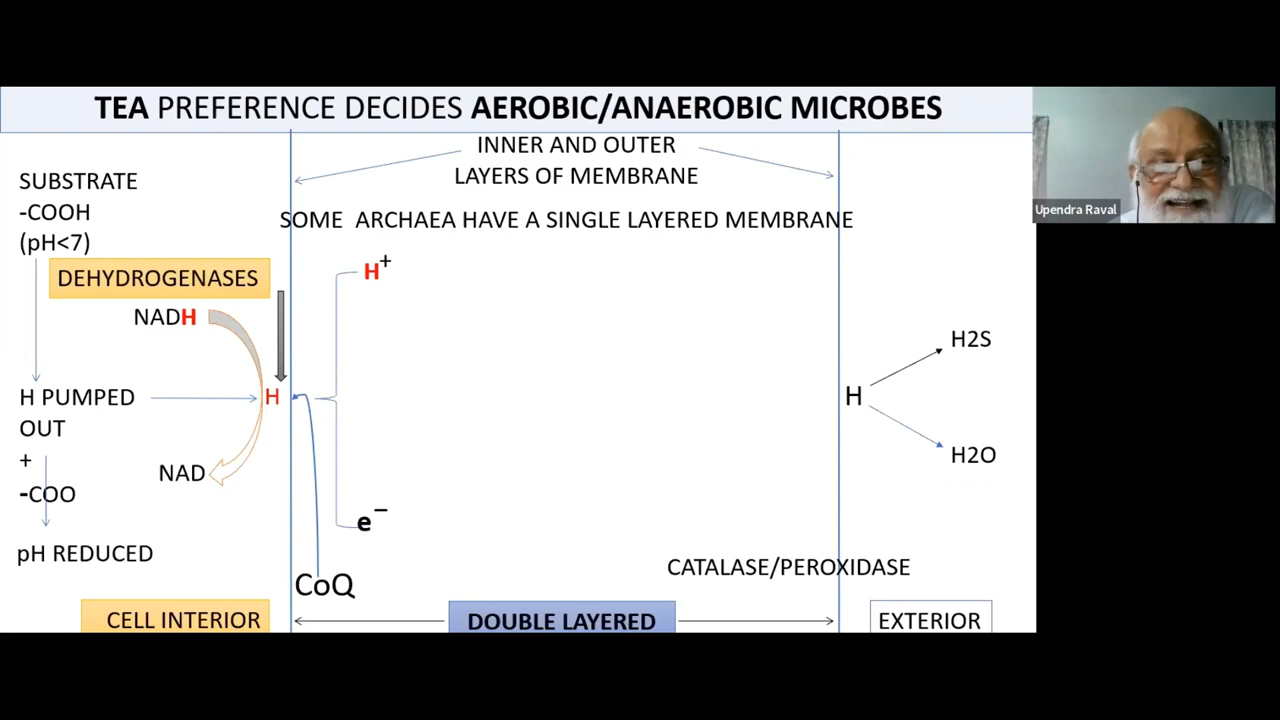 TEA PREFERENCE DECIDES AEROBIC/ANAEROBIC MICROBES
INNER AND OUTER
LAYERS OF MEMBRANE
SUBSTRATE
-COOH
(pH<7)
SOME ARCHAEA HAVE A SINGLE LAYERED MEMBRANE
DEHYDROGENASES
H+
NADH
H PUMPED
OUT
+
-COO
H
NAD
e−
pH REDUCED
CoQ
H
H2S
H2O
CATALASE/PEROXIDASE
CELL INTERIOR
DOUBLE LAYERED
EXTERIOR
Upendra Raval